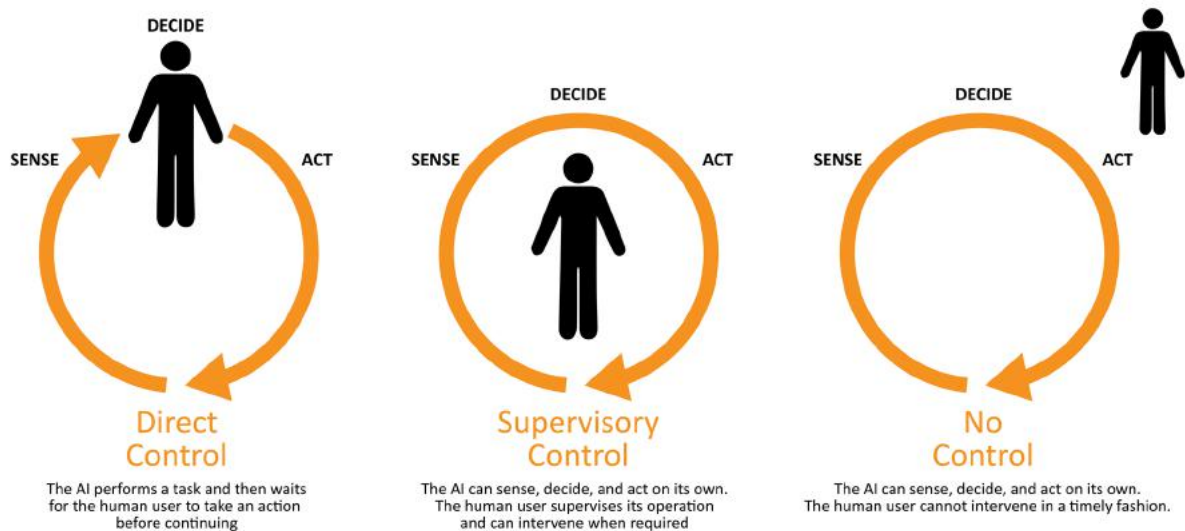 DECIDE
SENSE
ACT
Direct
Control
The AI performs a task and then waits
for the human user to take an action
before continuing
DECIDE
SENSE
ACT
Supervisory
Control
The AI can sense, decide, and act on its own.
The human user supervises its operation
and can intervene when required
DECIDE
SENSE
ACT
No
Control
The AI can sense, decide, and act on its own.
The human user cannot intervene in a timely fashion.